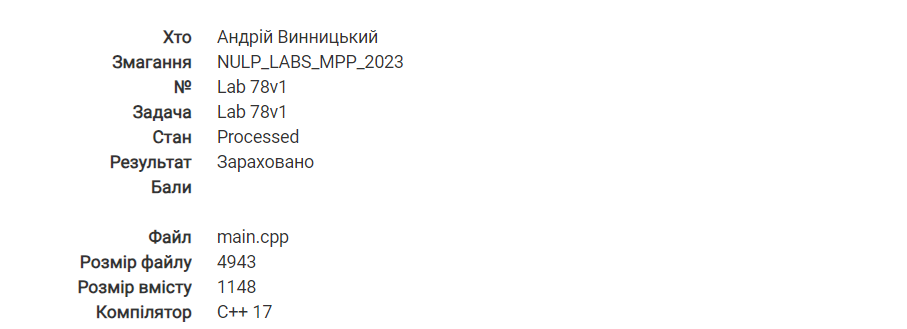 Хто Андрій Винницький
Змагання NULP_LABS_MPP_2023
№ Lab 78v1
Задача Lab 78v1
Стан Processed
Результат Зараховано
Бали
Файл main.cpp
Розмір файлу 4943
Розмір вмісту 1148
Компілятор C++ 17